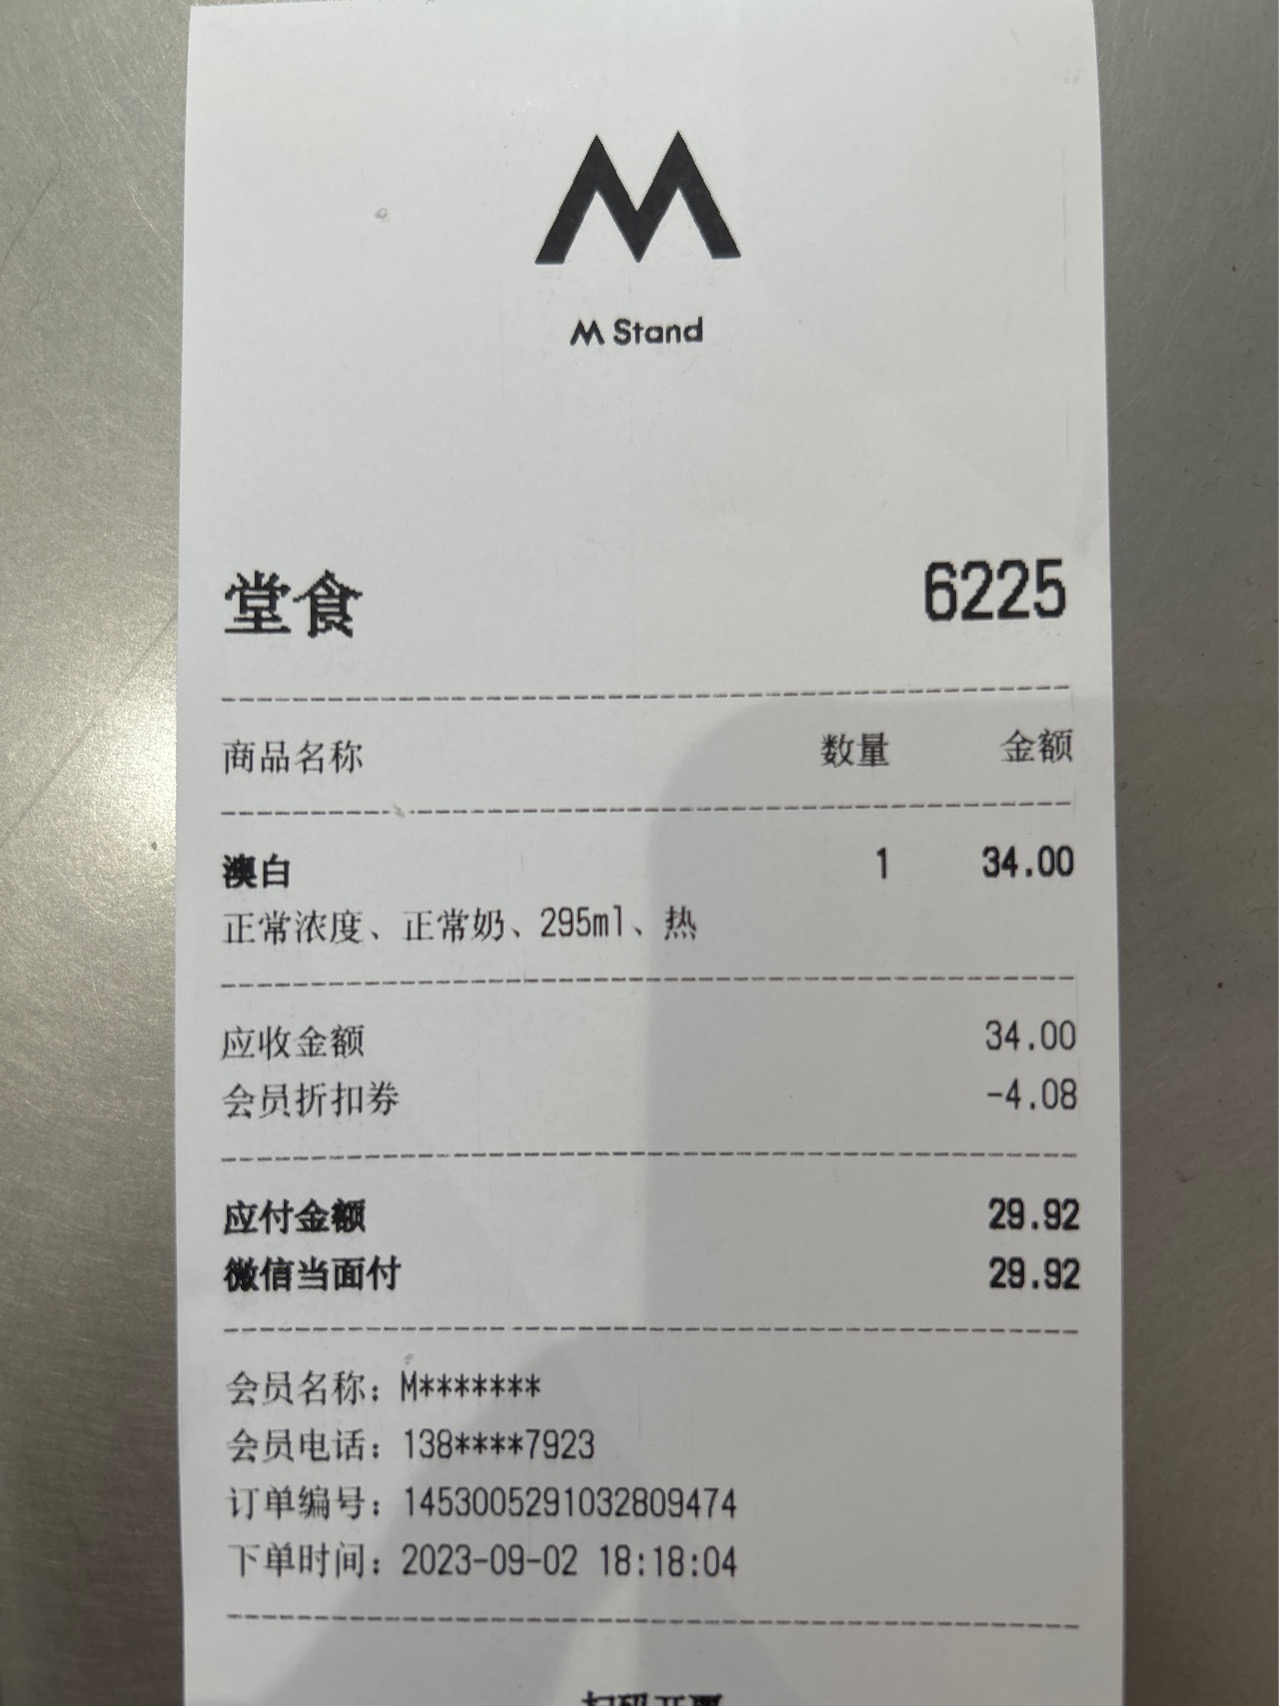 M Stand
堂食 6225
商品名称 数量 金额
澳白 1 34.00
正常浓度、正常奶、295ml、热
应收金额 34.00
会员折扣券 -4.08
应付金额 29.92
微信当面付 29.92
会员名称：M*******
会员电话：138****7923
订单编号：1453005291032809474
下单时间：2023-09-02 18:18:04
扫码开票